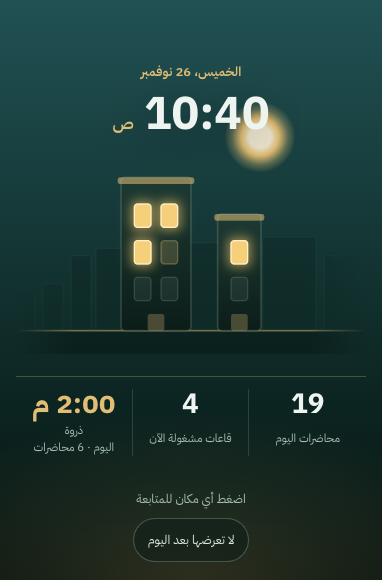 الخميس، 26 نوفمبر
10:40 ص
19
محاضرات اليوم
4
قاعات مشغولة الآن
2:00 م
ذروة
اليوم · 6 محاضرات
اضغط أي مكان للمتابعة
لا تعرضها بعد اليوم